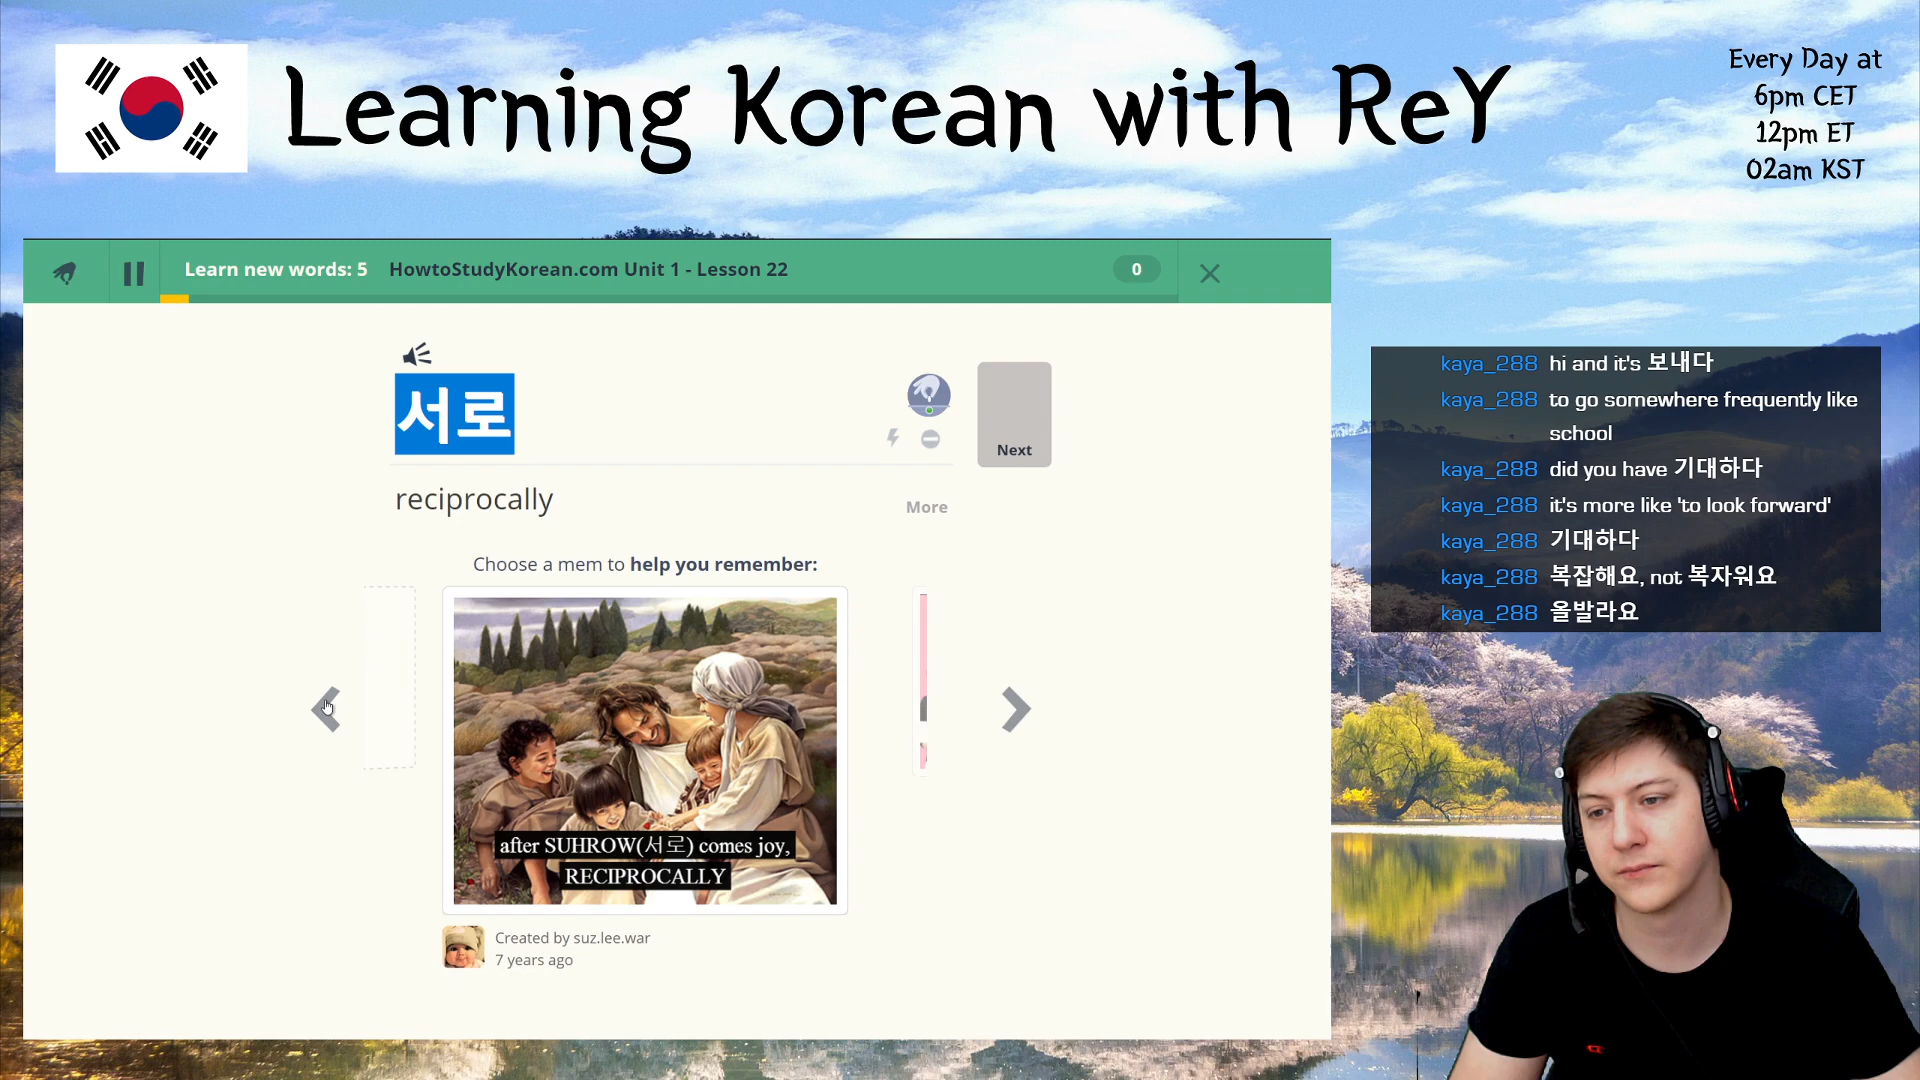 Learning Korean with ReY
Every Day at
6pm CET
12pm ET
02am KST
Learn new words: 5 HowtoStudyKorean.com Unit 1 - Lesson 22 0
서로
Next
reciprocally
More
Choose a mem to help you remember:
after SUHROW(서로) comes joy,
RECIPROCALLY
Created by suz.lee.war
7 years ago
kaya_288 hi and it's 보내다
kaya_288 to go somewhere frequently like
school
kaya_288 did you have 기대하다
kaya_288 it's more like 'to look forward'
kaya_288 기대하다
kaya_288 복잡해요, not 복자워요
kaya_288 올발라요